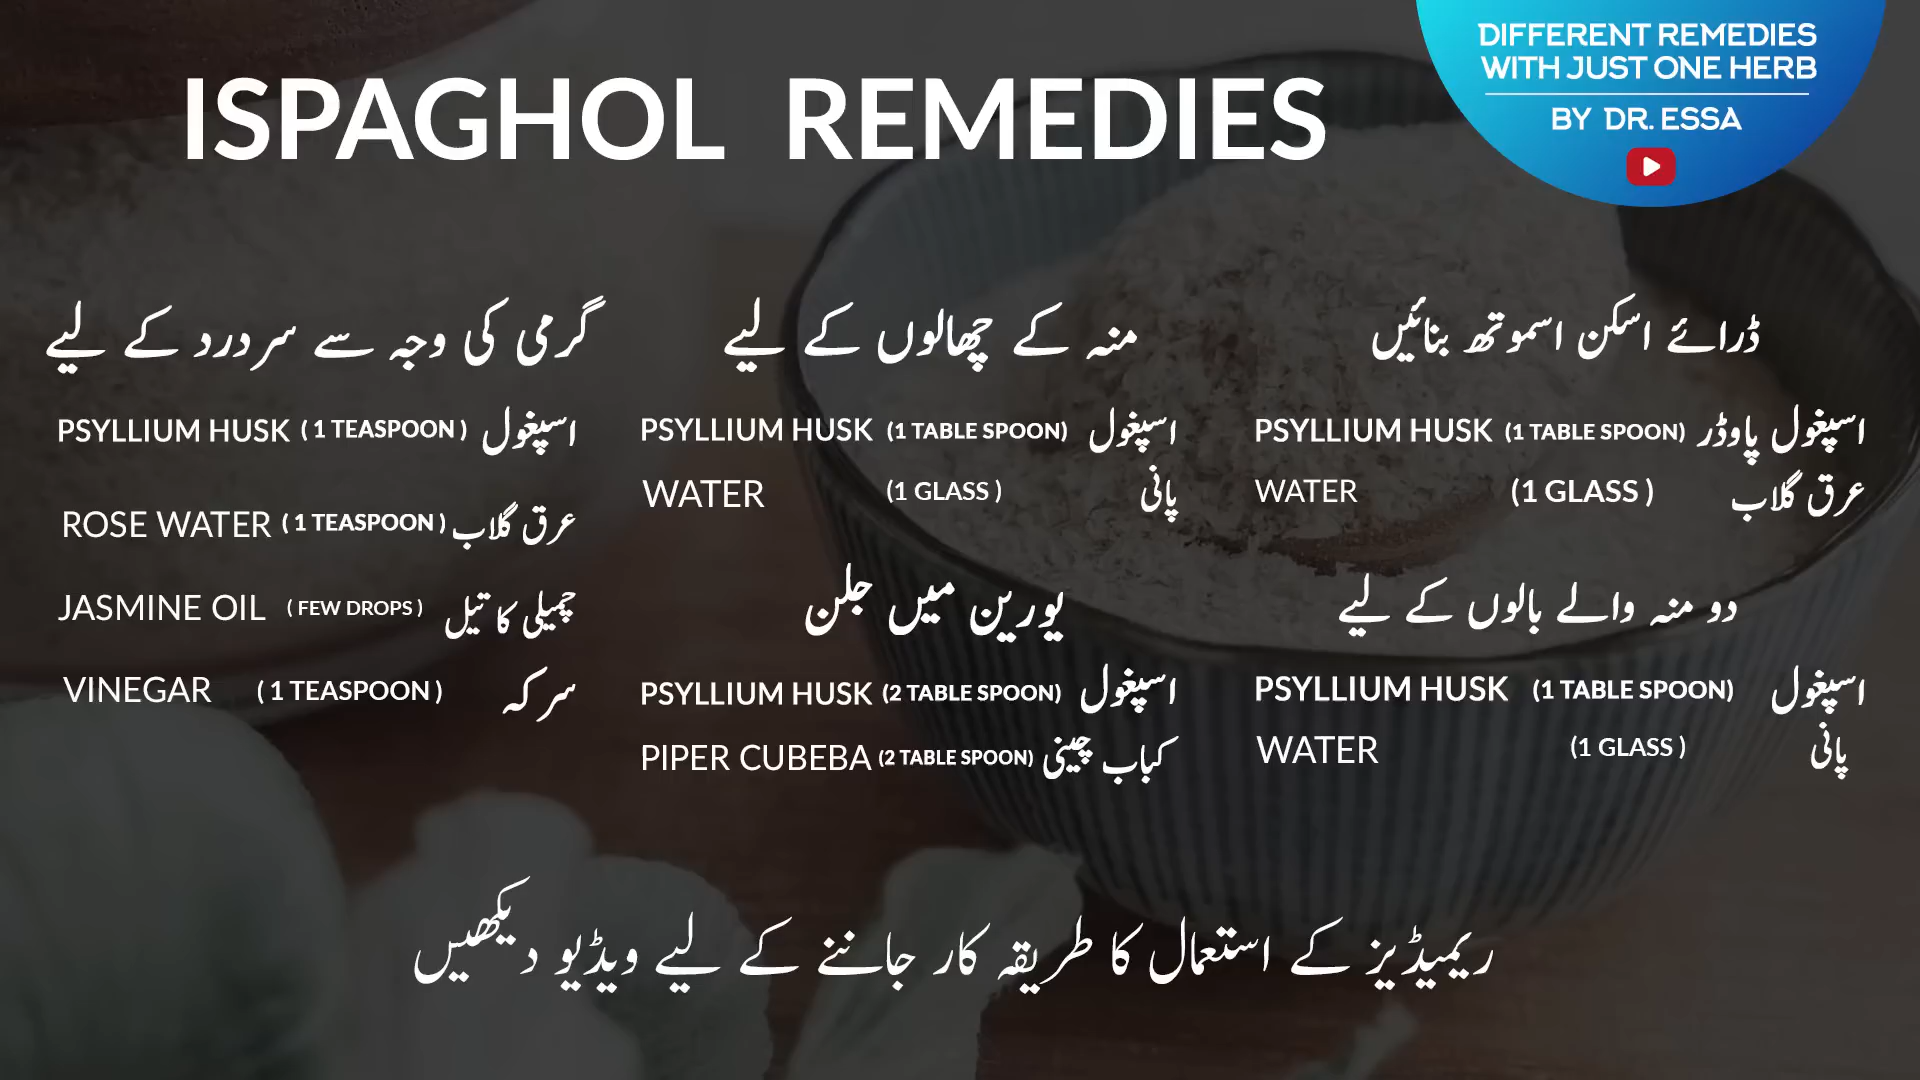 ISPAGHOL REMEDIES
DIFFERENT REMEDIES
WITH JUST ONE HERB
BY DR. ESSA
گرمی کی وجہ سے سر درد کے لیے
PSYLLIUM HUSK ( 1 TEASPOON ) اسپغول
ROSE WATER ( 1 TEASPOON ) عرق گلاب
JASMINE OIL ( FEW DROPS ) چمیلی کا تیل
VINEGAR ( 1 TEASPOON ) سرکہ
منہ کے چھالوں کے لیے
PSYLLIUM HUSK (1 TABLE SPOON) اسپغول
WATER (1 GLASS ) پانی
یورین میں جلن
PSYLLIUM HUSK (2 TABLE SPOON) اسپغول
PIPER CUBEBA (2 TABLE SPOON) کباب چینی
ڈرائے اسکن اسموتھ بنائیں
PSYLLIUM HUSK (1 TABLE SPOON) اسپغول پاوڈر
WATER (1 GLASS ) عرق گلاب
دو منہ والے بالوں کے لیے
PSYLLIUM HUSK (1 TABLE SPOON) اسپغول
WATER (1 GLASS ) پانی
ریمیڈیز کے استعمال کا طریقہ کار جاننے کے لیے ویڈیو دیکھیں